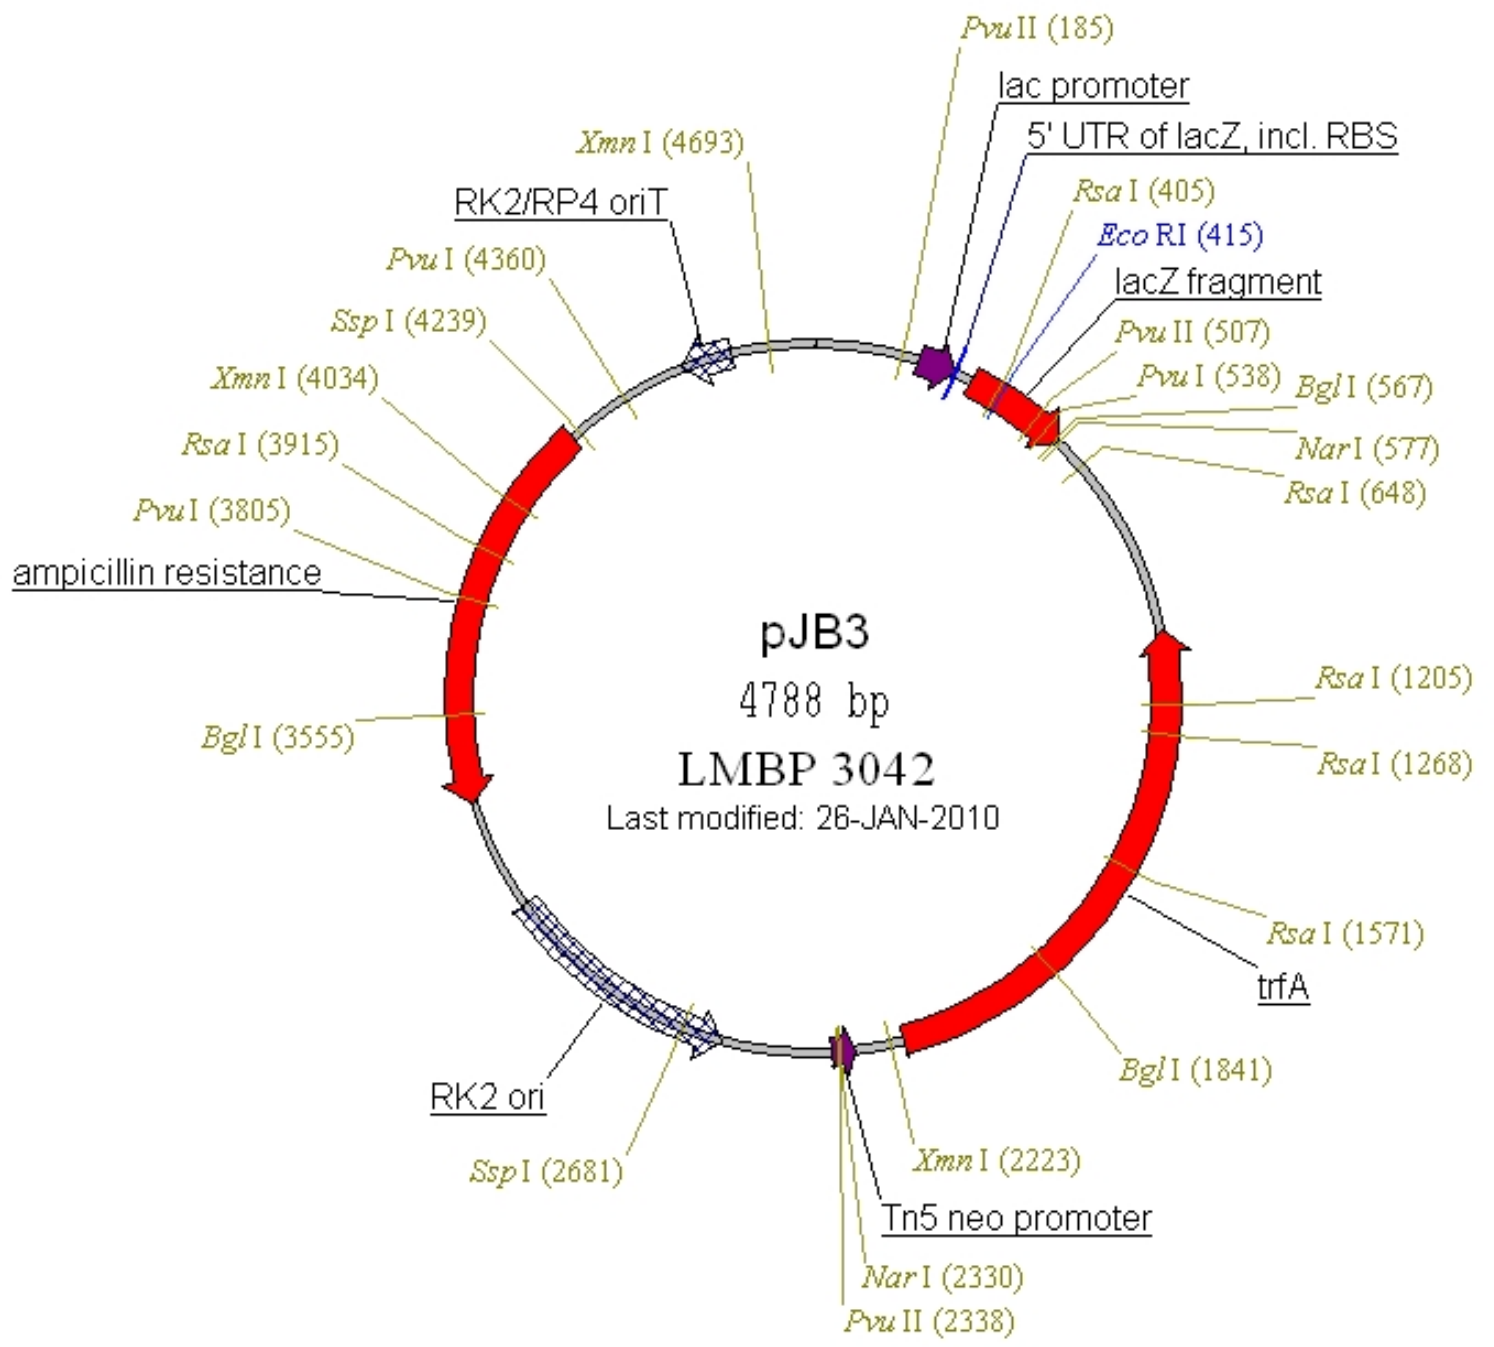 PvuII (185)
lac promoter
5' UTR of lacZ, incl. RBS
XmnI (4693)
RsaI (405)
RK2/RP4 oriT
EcoRI (415)
PvuI (4360)
lacZ fragment
SspI (4239)
PvuII (507)
XmnI (4034)
PvuI (538)
BglI (567)
RsaI (3915)
NarI (577)
RsaI (648)
PvuI (3805)
ampicillin resistance
pJB3
4788 bp
LMBP 3042
Last modified: 26-JAN-2010
RsaI (1205)
BglI (3555)
RsaI (1268)
RsaI (1571)
trfA
BglI (1841)
RK2 ori
SspI (2681)
XmnI (2223)
Tn5 neo promoter
NarI (2330)
PvuII (2338)